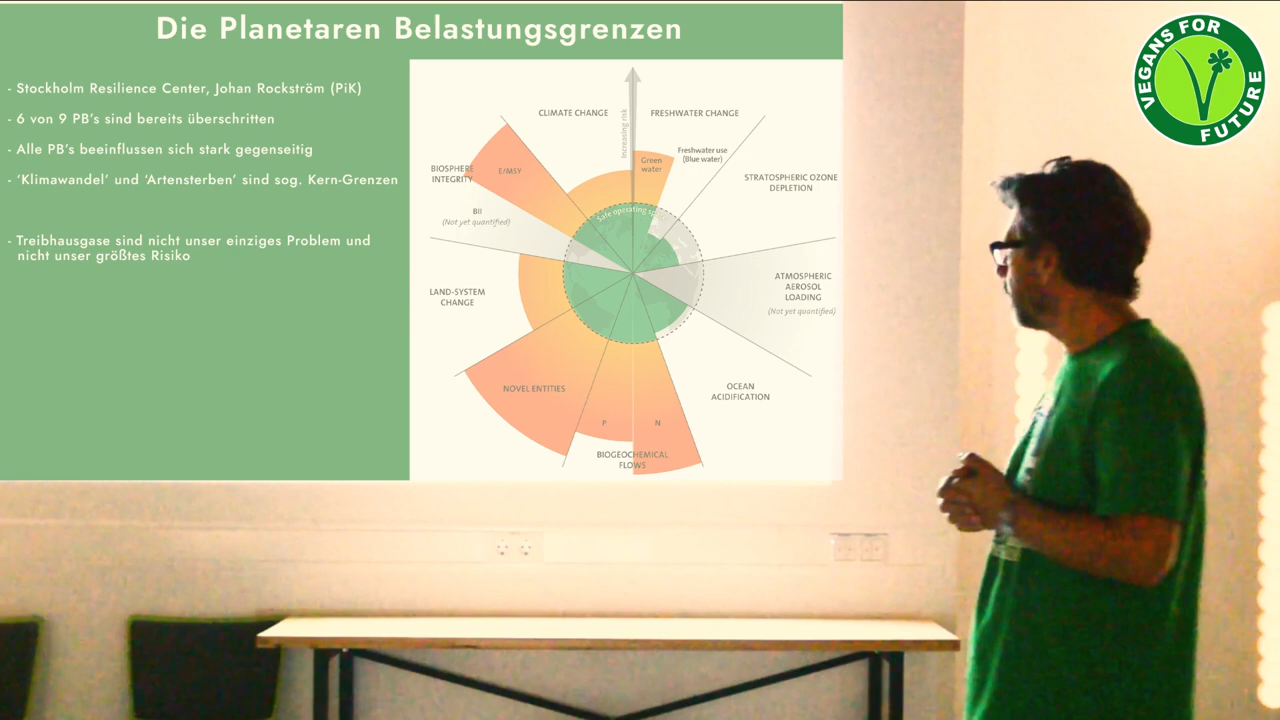 Die Planetaren Belastungsgrenzen
- Stockholm Resilience Center, Johan Rockström (PiK)
- 6 von 9 PB's sind bereits überschritten
- Alle PB's beeinflussen sich stark gegenseitig
- 'Klimawandel' und 'Artensterben' sind sog. Kern-Grenzen
- Treibhausgase sind nicht unser einziges Problem und
nicht unser größtes Risiko
Increasing risk
CLIMATE CHANGE
FRESHWATER CHANGE
Green
water
Freshwater use
(Blue water)
STRATOSPHERIC OZONE
DEPLETION
ATMOSPHERIC
AEROSOL
LOADING
(Not yet quantified)
OCEAN
ACIDIFICATION
BIOGEOCHEMICAL
FLOWS
P
N
NOVEL ENTITIES
LAND-SYSTEM
CHANGE
BIOSPHERE
INTEGRITY
E/MSY
BII
(Not yet quantified)
Safe operating
VEGANS FOR
FUTURE